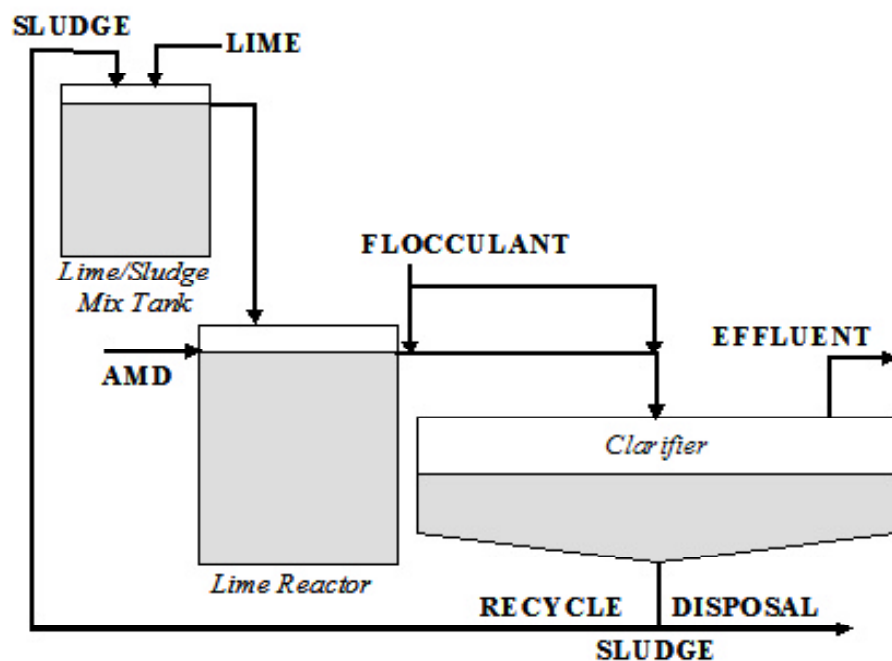 SLUDGE
LIME
Lime/Sludge
Mix Tank
FLOCCULANT
EFFLUENT
AMD
Clarifier
Lime Reactor
RECYCLE
DISPOSAL
SLUDGE